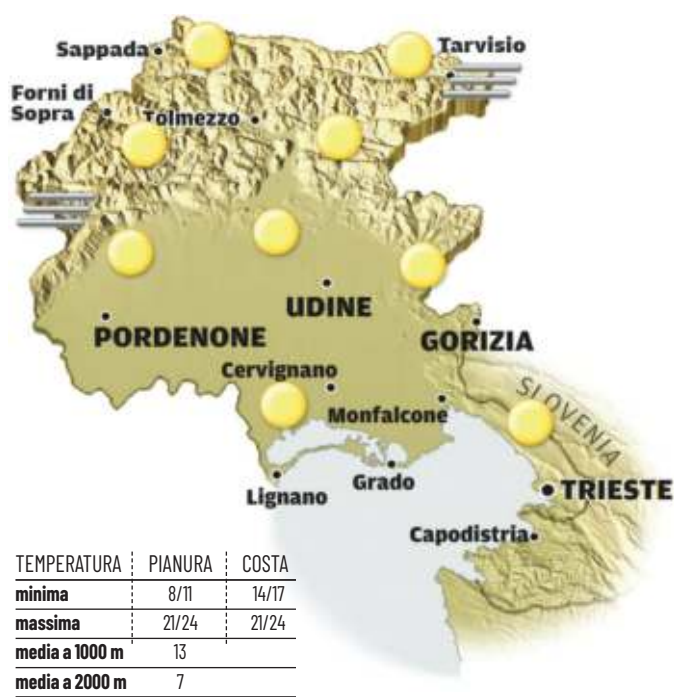 Sappada
Tarvisio
Forni di
Sopra
Tolmezzo
UDINE
PORDENONE
GORIZIA
Cervignano
SLOVENIA
Monfalcone
Grado
Lignano
TRIESTE
Capodistria
TEMPERATURA PIANURA COSTA
minima 8/11 14/17
massima 21/24 21/24
media a 1000 m 13
media a 2000 m 7